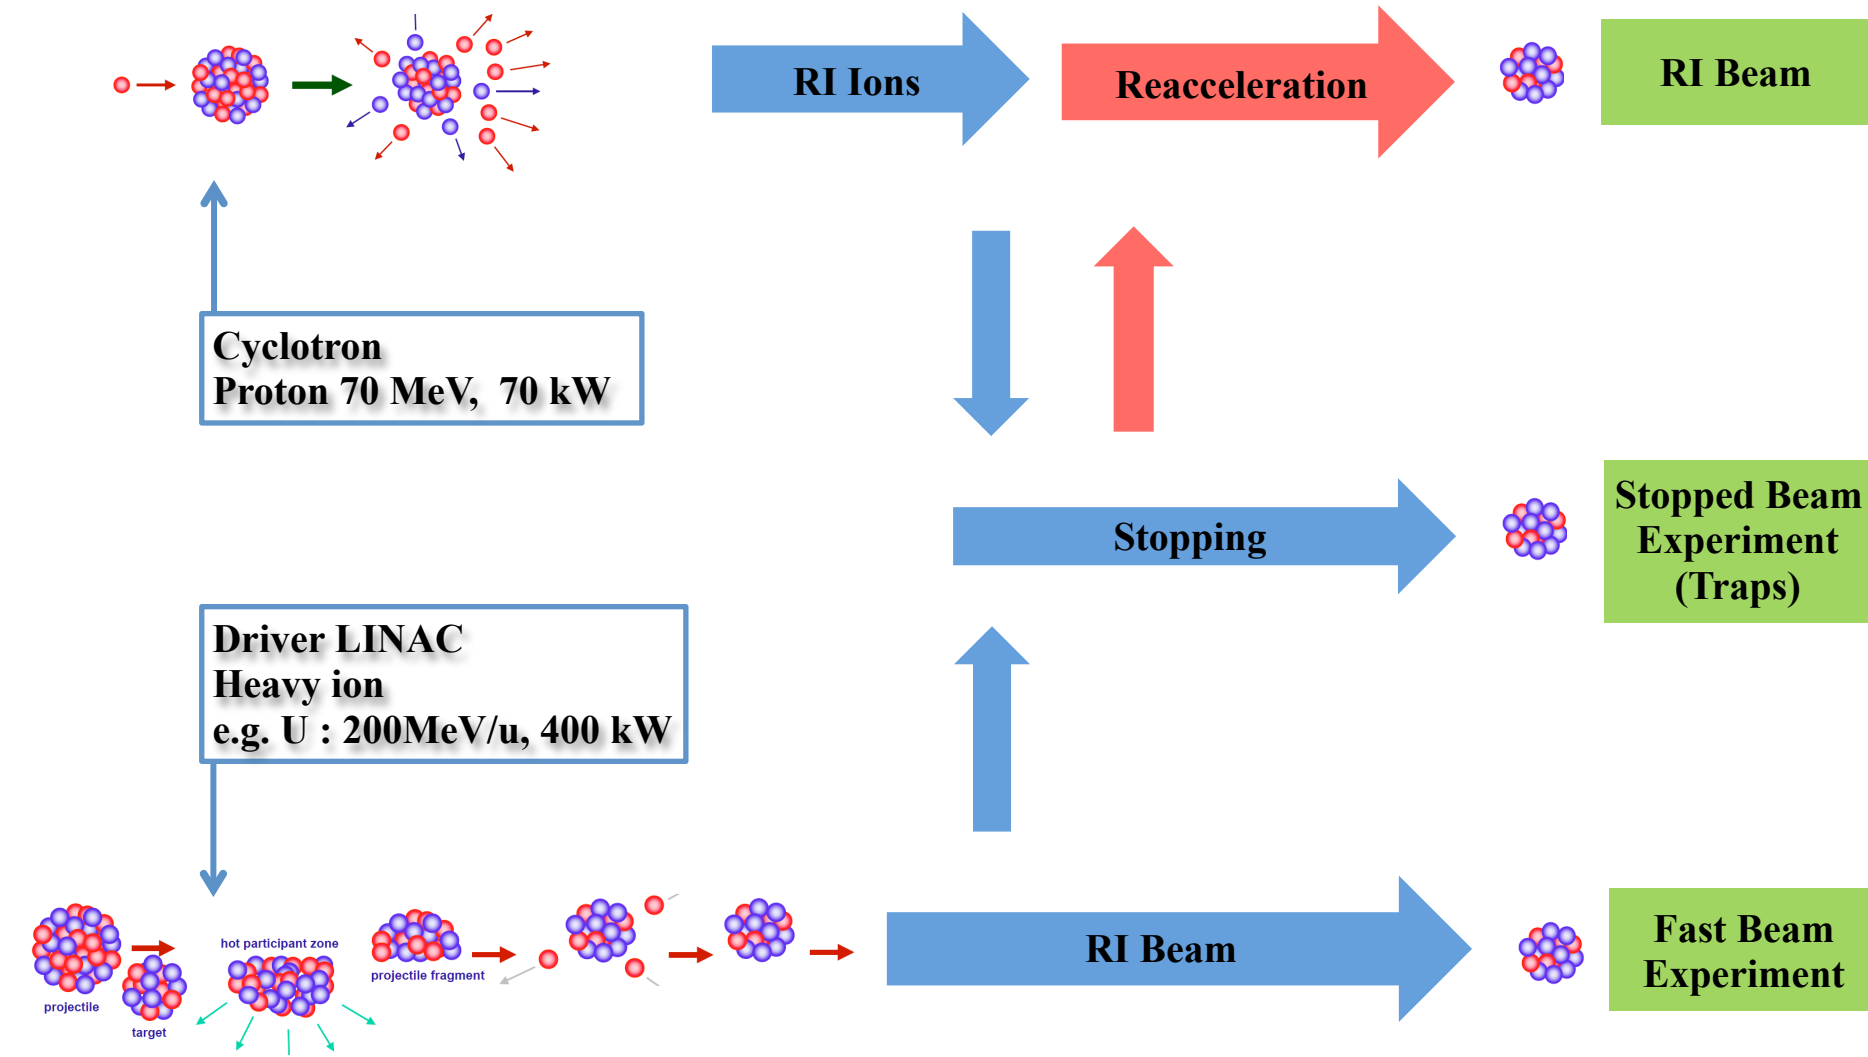 RI Ions
Reacceleration
RI Beam
Cyclotron
Proton 70 MeV,  70 kW
Stopping
Stopped Beam
Experiment
(Traps)
Driver LINAC
Heavy ion
e.g. U : 200MeV/u, 400 kW
projectile
target
hot participant zone
projectile fragment
RI Beam
Fast Beam
Experiment